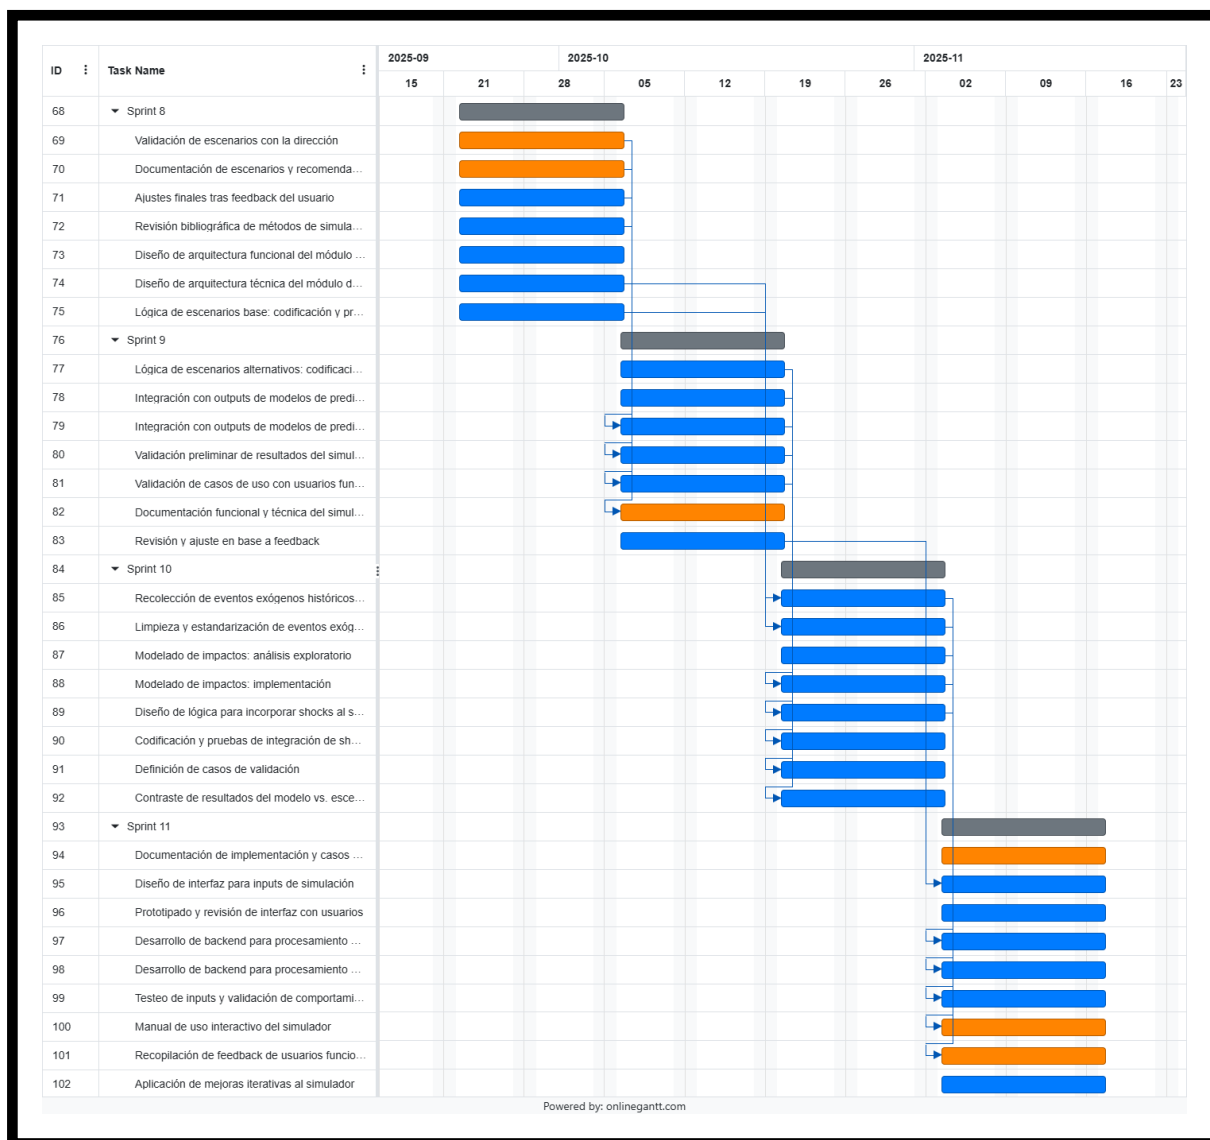 ID Task Name 2025-09 2025-10 2025-11
15 21 28 05 12 19 26 02 09 16 23
68 Sprint 8
69 Validación de escenarios con la dirección
70 Documentación de escenarios y recomenda...
71 Ajustes finales tras feedback del usuario
72 Revisión bibliográfica de métodos de simula...
73 Diseño de arquitectura funcional del módulo ...
74 Diseño de arquitectura técnica del módulo d...
75 Lógica de escenarios base: codificación y pr...
76 Sprint 9
77 Lógica de escenarios alternativos: codificaci...
78 Integración con outputs de modelos de predi...
79 Integración con outputs de modelos de predi...
80 Validación preliminar de resultados del simul...
81 Validación de casos de uso con usuarios fun...
82 Documentación funcional y técnica del simul...
83 Revisión y ajuste en base a feedback
84 Sprint 10
85 Recolección de eventos exógenos históricos...
86 Limpieza y estandarización de eventos exóg...
87 Modelado de impactos: análisis exploratorio
88 Modelado de impactos: implementación
89 Diseño de lógica para incorporar shocks al s...
90 Codificación y pruebas de integración de sh...
91 Definición de casos de validación
92 Contraste de resultados del modelo vs. esce...
93 Sprint 11
94 Documentación de implementación y casos ...
95 Diseño de interfaz para inputs de simulación
96 Prototipado y revisión de interfaz con usuarios
97 Desarrollo de backend para procesamiento ...
98 Desarrollo de backend para procesamiento ...
99 Testeo de inputs y validación de comportami...
100 Manual de uso interactivo del simulador
101 Recopilación de feedback de usuarios funcio...
102 Aplicación de mejoras iterativas al simulador
Powered by: onlinegantt.com